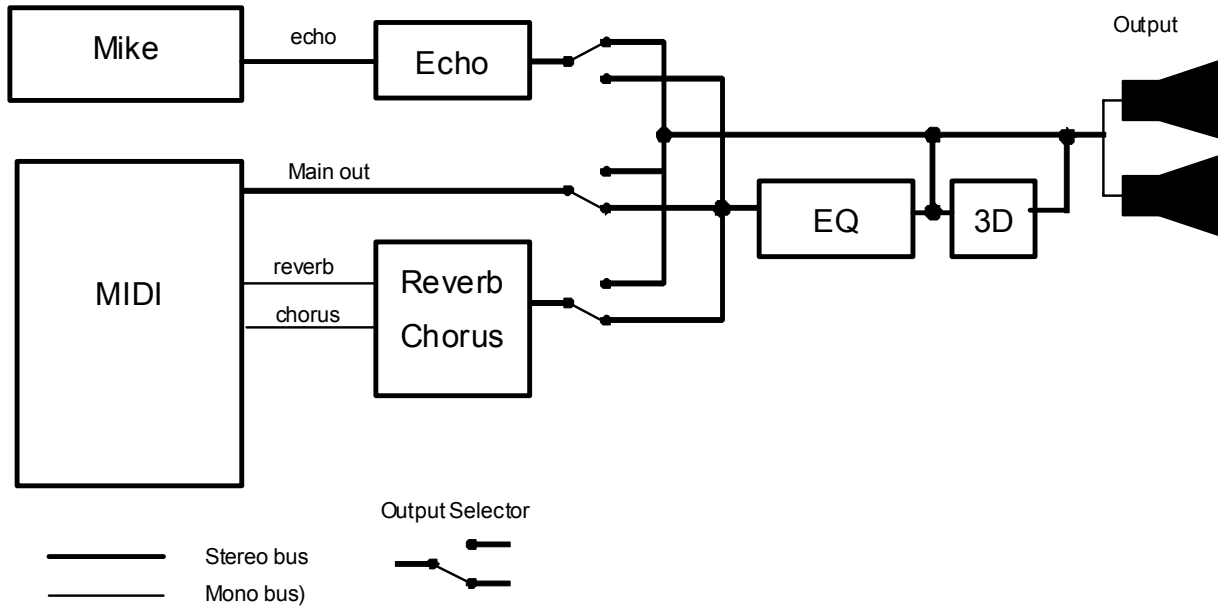 Mike
echo
Echo
Output
Main out
MIDI
reverb
chorus
Reverb
Chorus
EQ
3D
Output Selector
Stereo bus
Mono bus)